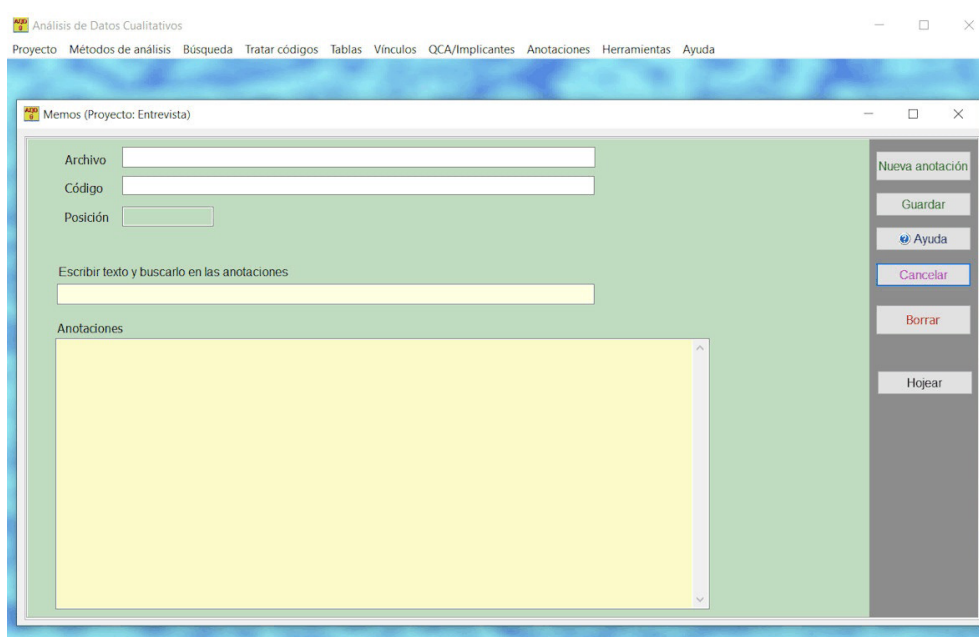 Análisis de Datos Cualitativos
Proyecto Métodos de análisis Búsqueda Tratar códigos Tablas Vínculos QCA/Implicantes Anotaciones Herramientas Ayuda
Memos (Proyecto: Entrevista)
Archivo
Código
Posición
Escribir texto y buscarlo en las anotaciones
Anotaciones
Nueva anotación
Guardar
Ayuda
Cancelar
Borrar
Hojear